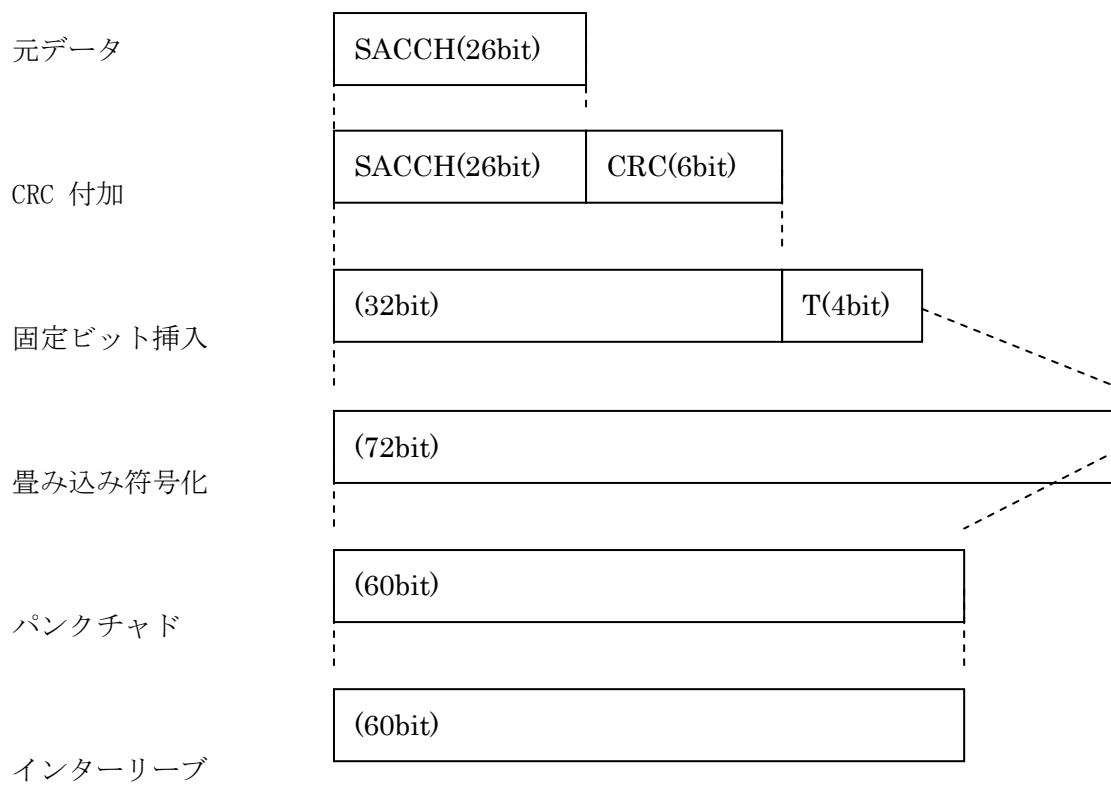 元データ
SACCH(26bit)
CRC 付加
SACCH(26bit)
CRC(6bit)
固定ビット挿入
(32bit)
T(4bit)
畳み込み符号化
(72bit)
パンクチャド
(60bit)
インターリーブ
(60bit)